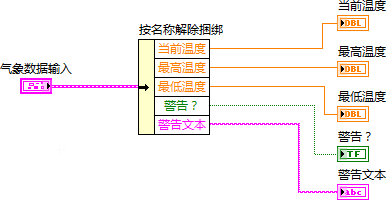 当前温度
按名称解除捆绑
当前温度
DBL
最高温度
最高温度
DBL
气象数据输入
最低温度
最低温度
DBL
警告？
警告？
TF
警告文本
警告文本
Abc